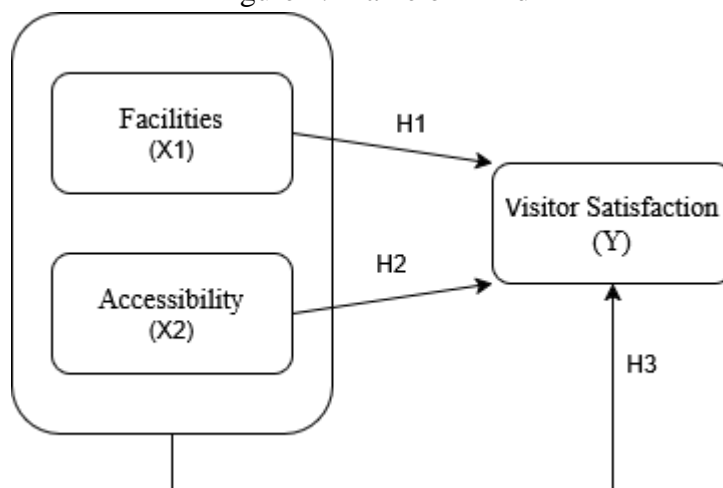 Facilities
(X1)
H1
Visitor Satisfaction
(Y)
H2
Accessibility
(X2)
H3